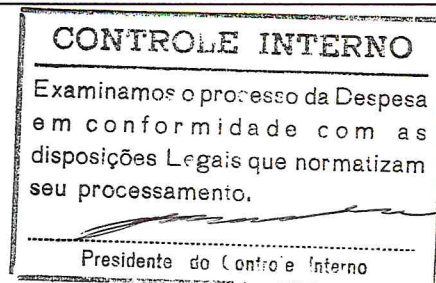 CONTROLE INTERNO
Examinamos o processo da Despesa
em conformidade com as
disposições Legais que normatizam
seu processamento.
Presidente do Controle Interno